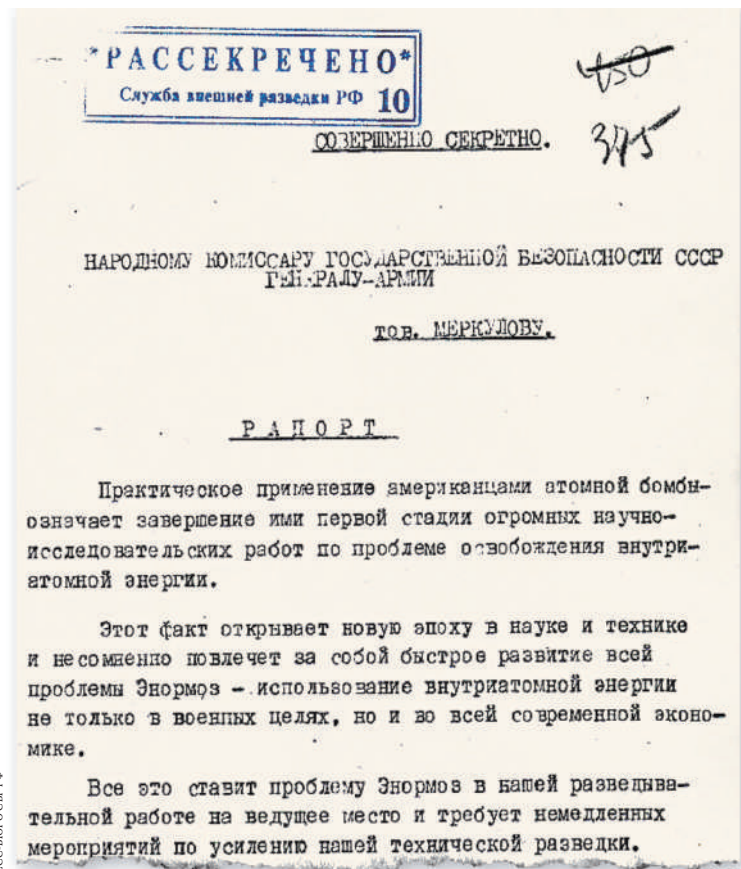 *РАССЕКРЕЧЕНО*
Служба внешней разведки РФ 10
450
345
СОВЕРШЕННО СЕКРЕТНО.
НАРОДНОМУ КОМИССАРУ ГОСУДАРСТВЕННОЙ БЕЗОПАСНОСТИ СССР
ГЕНЕРАЛУ-АРМИИ
тов. МЕРКУЛОВУ.
РАПОРТ
Практическое применение американцами атомной бомбы-
означает завершение ими первой стадии огромных научно-
исследовательских работ по проблеме освобождения внутри-
атомной энергии.
Этот факт открывает новую эпоху в науке и технике
и несомненно повлечет за собой быстрое развитие всей
проблемы Энормоз - использование внутриатомной энергии
не только в военных целях, но и во всей современной эконо-
мике.
Все это ставит проблему Энормоз в нашей разведыва-
тельной работе на ведущее место и требует немедленных
мероприятий по усилению нашей технической разведки.